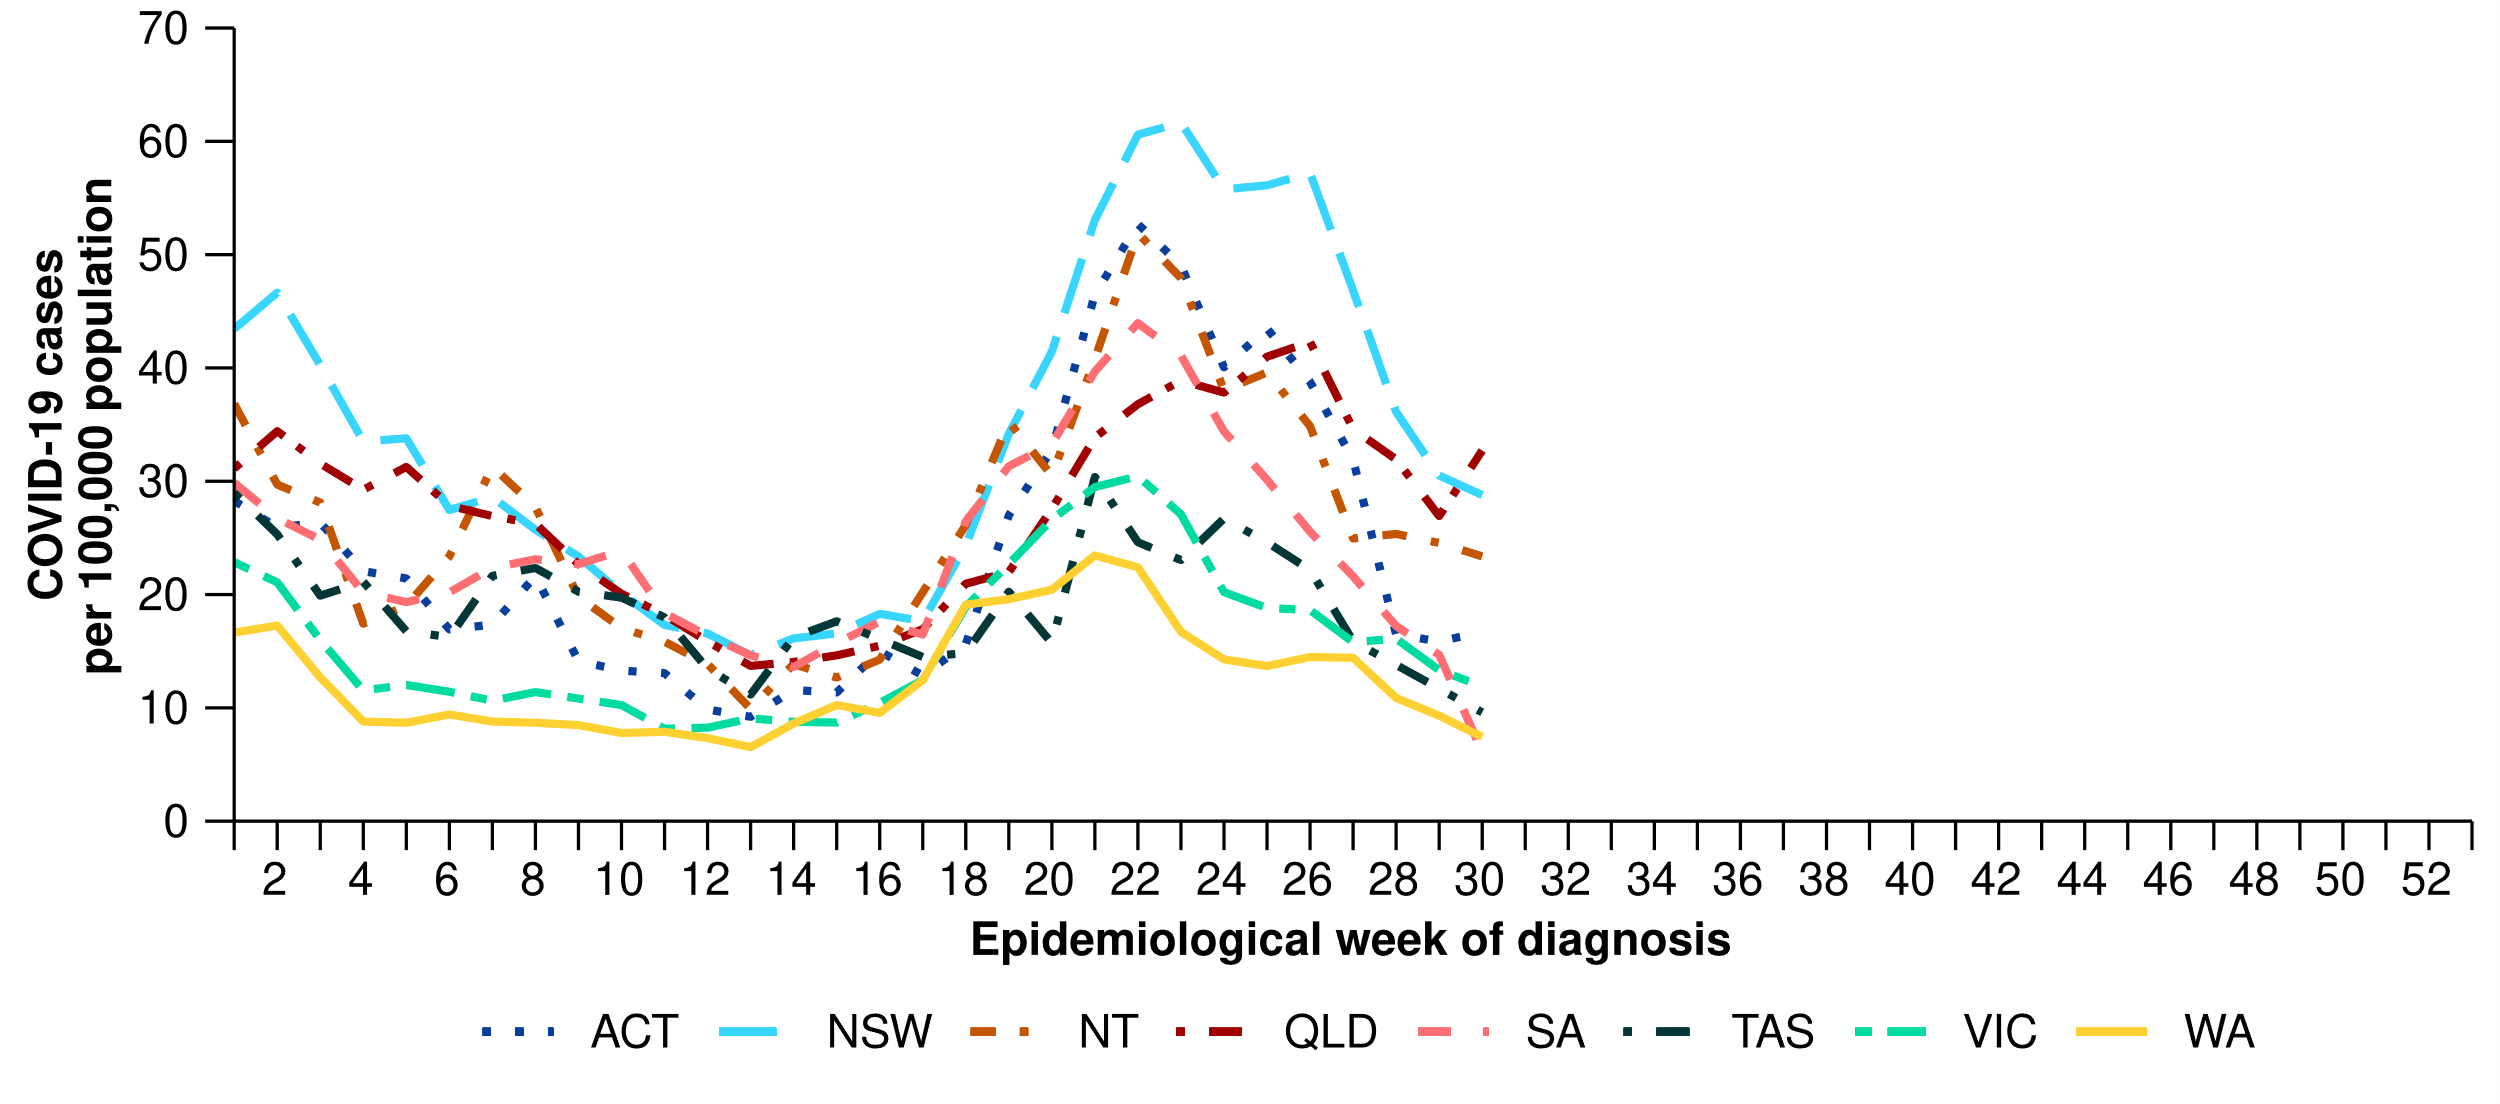 COVID-19 cases
per 100,000 population
70
60
50
40
30
20
10
0
2 4 6 8 10 12 14 16 18 20 22 24 26 28 30 32 34 36 38 40 42 44 46 48 50 52
Epidemiological week of diagnosis
ACT NSW NT QLD SA TAS VIC WA